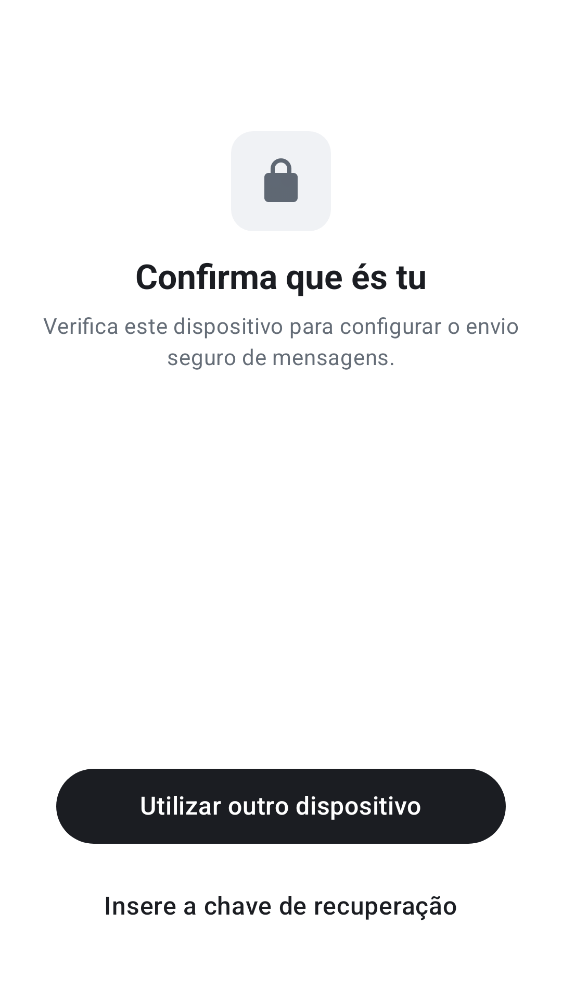 Confirma que és tu
Verifica este dispositivo para configurar o envio
seguro de mensagens.
Utilizar outro dispositivo
Insere a chave de recuperação